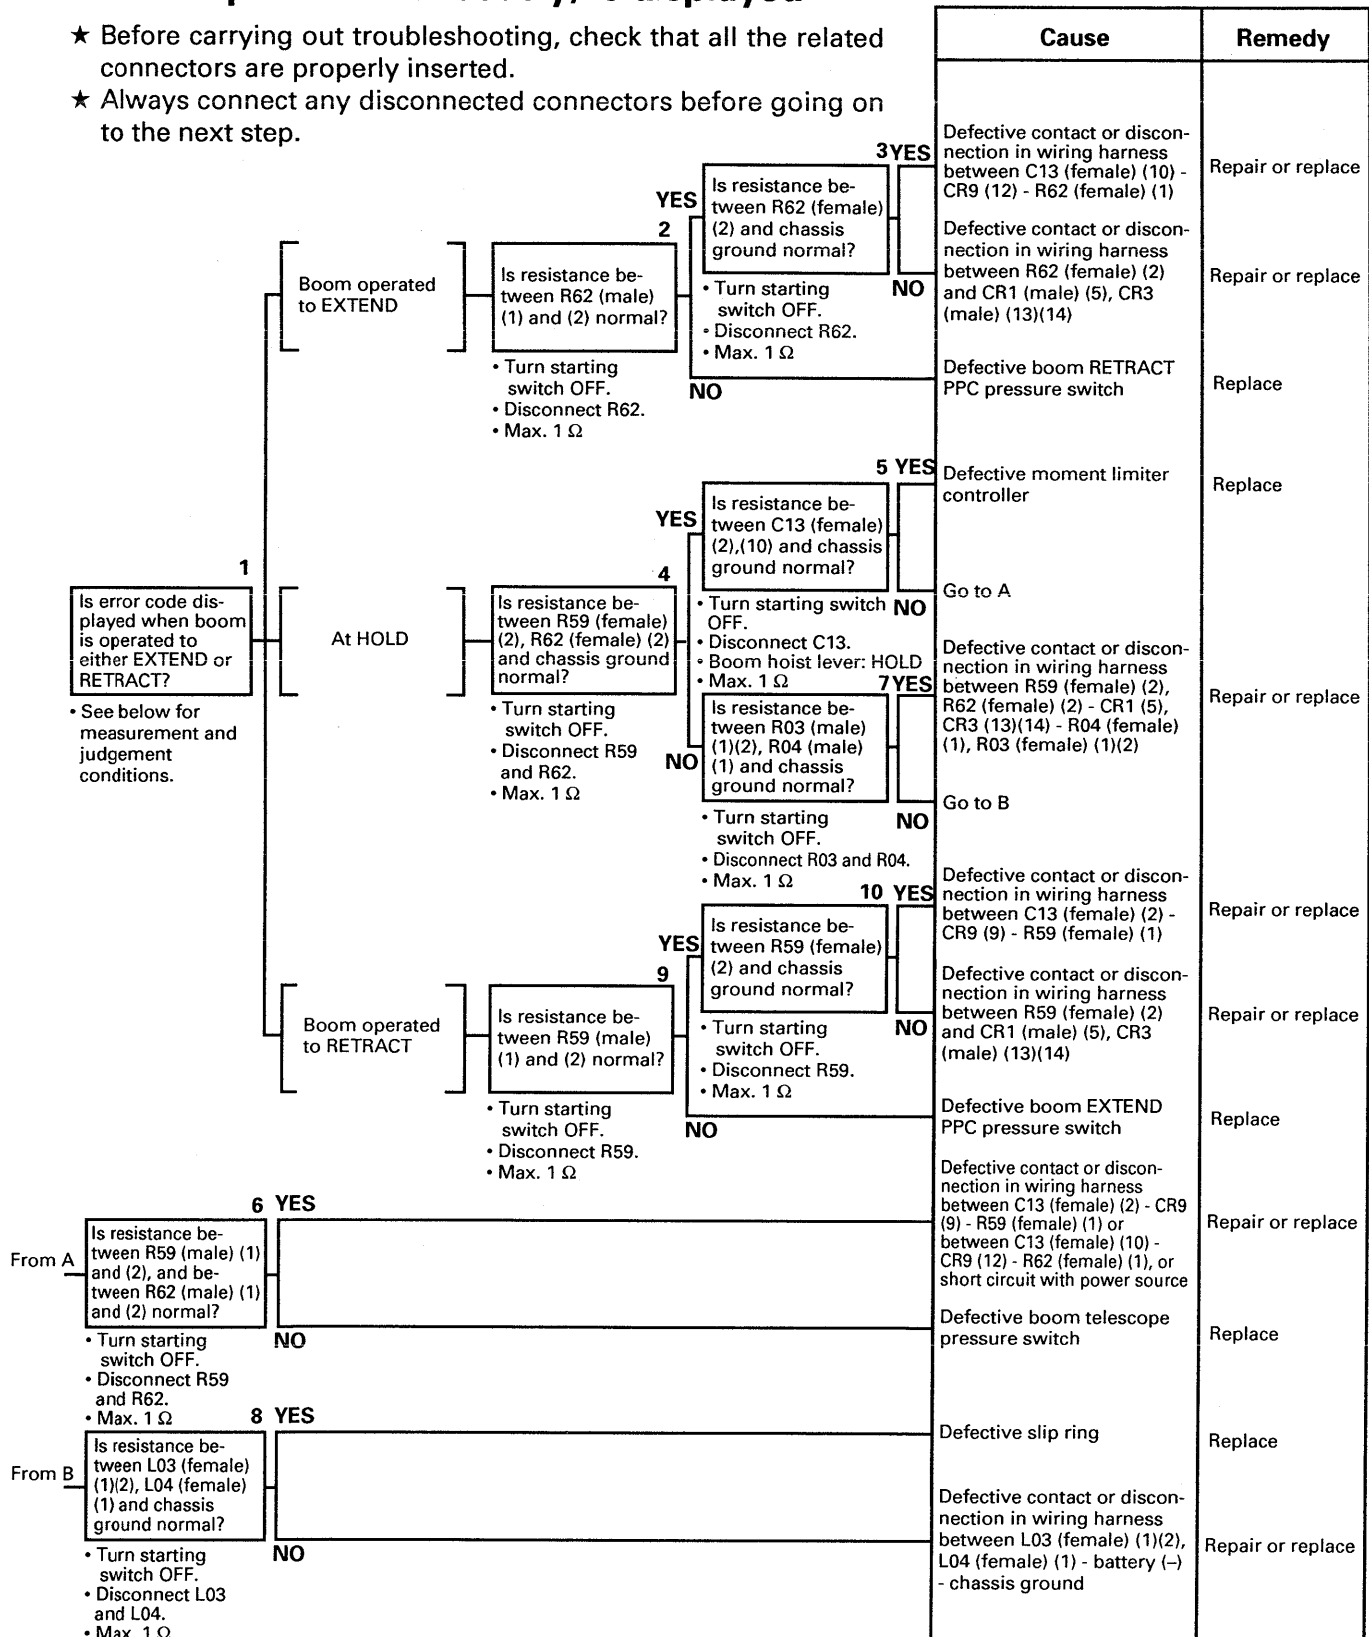 ★ Before carrying out troubleshooting, check that all the related
connectors are properly inserted.
★ Always connect any disconnected connectors before going on
to the next step.
Cause
Remedy
1
Is error code dis-
played when boom
is operated to
either EXTEND or
RETRACT?
• See below for
measurement and
judgement
conditions.
Boom operated
to EXTEND
2
Is resistance be-
tween R62 (male)
(1) and (2) normal?
• Turn starting
switch OFF.
• Disconnect R62.
• Max. 1 Ω
YES
Is resistance be-
tween R62 (female)
(2) and chassis
ground normal?
• Turn starting
switch OFF.
• Disconnect R62.
• Max. 1 Ω
3 YES
Defective contact or discon-
nection in wiring harness
between C13 (female) (10) -
CR9 (12) - R62 (female) (1)
Repair or replace
NO
Defective contact or discon-
nection in wiring harness
between R62 (female) (2)
and CR1 (male) (5), CR3
(male) (13)(14)
Repair or replace
NO
Defective boom RETRACT
PPC pressure switch
Replace
At HOLD
4
Is resistance be-
tween R59 (female)
(2), R62 (female) (2)
and chassis ground
normal?
• Turn starting
switch OFF.
• Disconnect R59
and R62.
• Max. 1 Ω
YES
Is resistance be-
tween C13 (female)
(2),(10) and chassis
ground normal?
• Turn starting switch
OFF.
• Disconnect C13.
• Boom hoist lever: HOLD
• Max. 1 Ω
5 YES
Defective moment limiter
controller
Replace
NO
Go to A
NO
Is resistance be-
tween R03 (male)
(1)(2), R04 (male)
(1) and chassis
ground normal?
• Turn starting
switch OFF.
• Disconnect R03 and R04.
• Max. 1 Ω
7 YES
Defective contact or discon-
nection in wiring harness
between R59 (female) (2),
R62 (female) (2) - CR1 (5),
CR3 (13)(14) - R04 (female)
(1), R03 (female) (1)(2)
Repair or replace
NO
Go to B
Boom operated
to RETRACT
9
Is resistance be-
tween R59 (male)
(1) and (2) normal?
• Turn starting
switch OFF.
• Disconnect R59.
• Max. 1 Ω
YES
Is resistance be-
tween R59 (female)
(2) and chassis
ground normal?
• Turn starting
switch OFF.
• Disconnect R59.
• Max. 1 Ω
10 YES
Defective contact or discon-
nection in wiring harness
between C13 (female) (2) -
CR9 (9) - R59 (female) (1)
Repair or replace
NO
Defective contact or discon-
nection in wiring harness
between R59 (female) (2)
and CR1 (male) (5), CR3
(male) (13)(14)
Repair or replace
NO
Defective boom EXTEND
PPC pressure switch
Replace
From A
6 YES
Is resistance be-
tween R59 (male) (1)
and (2), and be-
tween R62 (male) (1)
and (2) normal?
• Turn starting
switch OFF.
• Disconnect R59
and R62.
• Max. 1 Ω
Defective contact or discon-
nection in wiring harness
between C13 (female) (2) - CR9
(9) - R59 (female) (1) or
between C13 (female) (10) -
CR9 (12) - R62 (female) (1), or
short circuit with power source
Repair or replace
NO
Defective boom telescope
pressure switch
Replace
From B
8 YES
Is resistance be-
tween L03 (female)
(1)(2), L04 (female)
(1) and chassis
ground normal?
• Turn starting
switch OFF.
• Disconnect L03
and L04.
• Max. 1 Ω
Defective slip ring
Replace
NO
Defective contact or discon-
nection in wiring harness
between L03 (female) (1)(2),
L04 (female) (1) - battery (–)
- chassis ground
Repair or replace